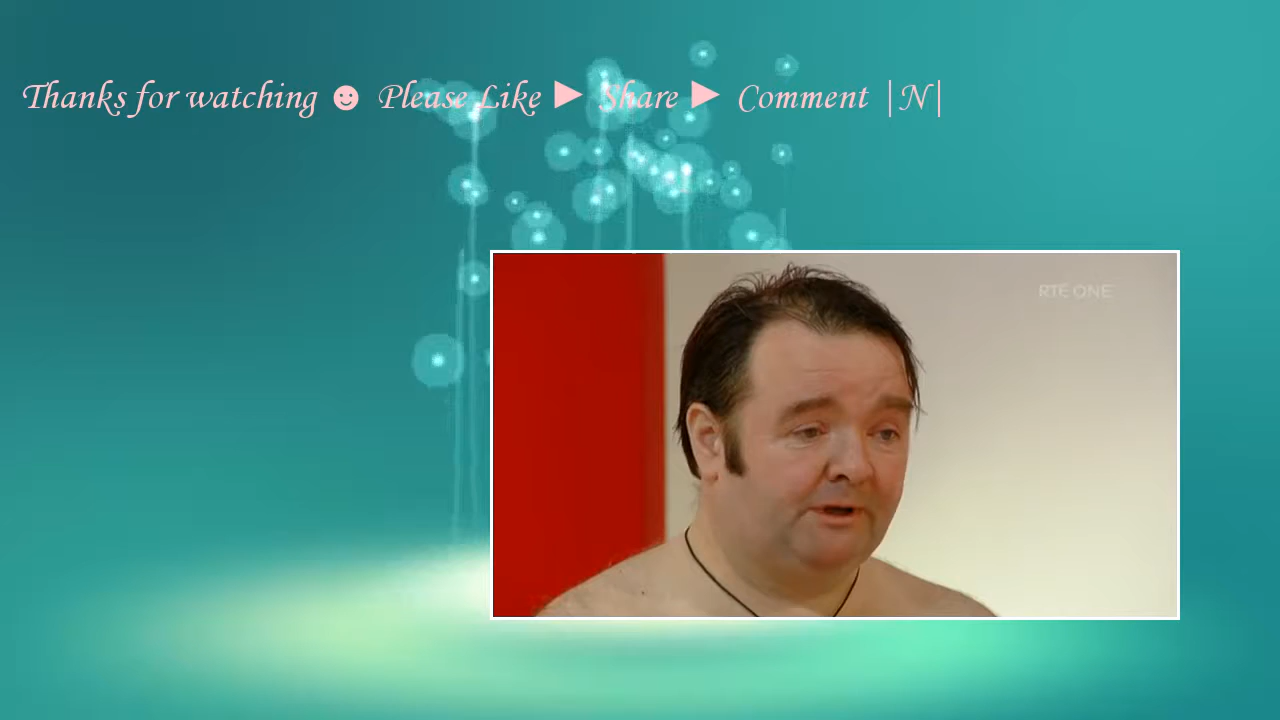 Thanks for watching ☻ Please Like ► Share ► Comment |N|
RTÉ ONE